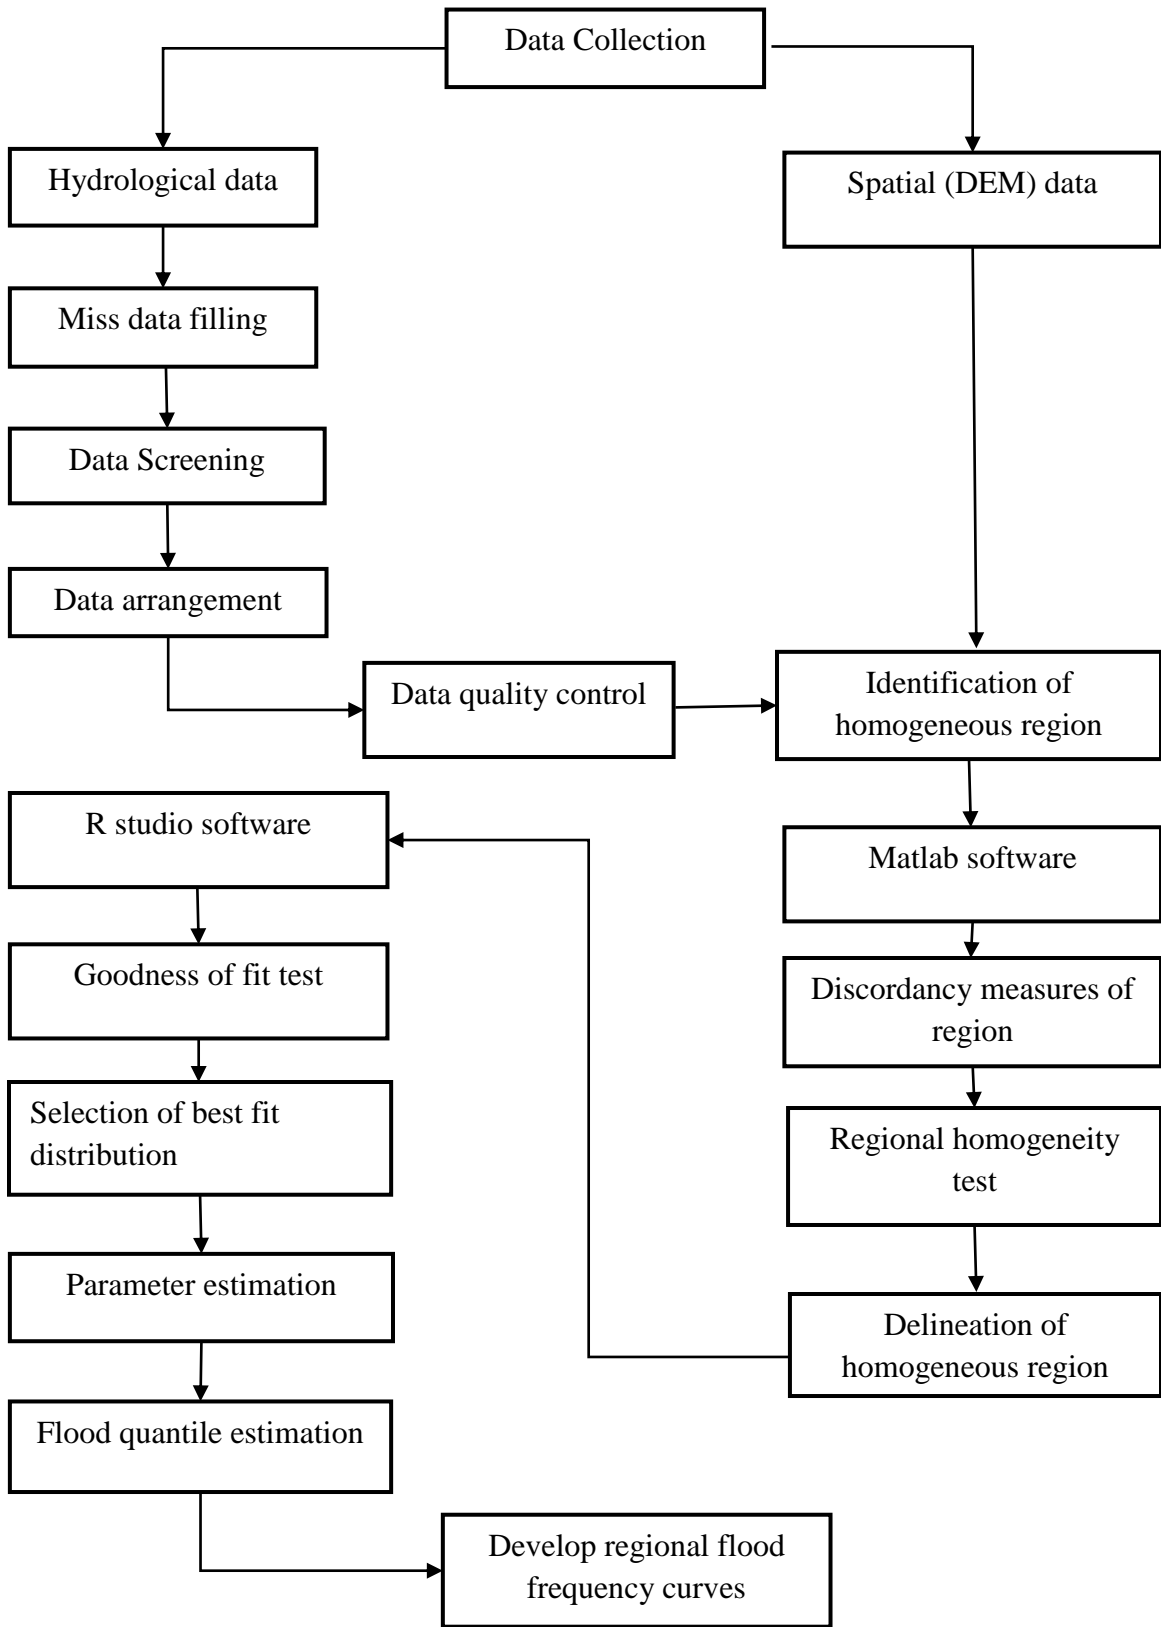 Data Collection
Hydrological data
Spatial (DEM) data
Miss data filling
Data Screening
Data arrangement
Data quality control
Identification of
homogeneous region
R studio software
Matlab software
Goodness of fit test
Discordancy measures of
region
Selection of best fit
distribution
Regional homogeneity
test
Parameter estimation
Delineation of
homogeneous region
Flood quantile estimation
Develop regional flood
frequency curves